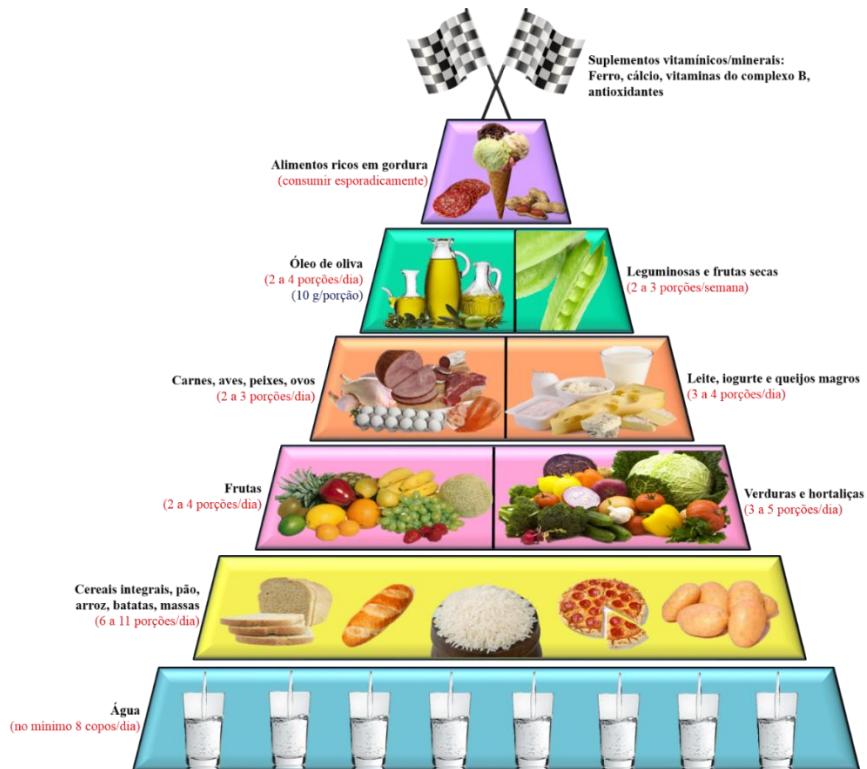 Suplementos vitamínicos/minerais:
Ferro, cálcio, vitaminas do complexo B,
antioxidantes
Alimentos ricos em gordura
(consumir esporadicamente)
Óleo de oliva
(2 a 4 porções/dia)
(10 g/porção)
Leguminosas e frutas secas
(2 a 3 porções/semana)
Carnes, aves, peixes, ovos
(2 a 3 porções/dia)
Leite, iogurte e queijos magros
(3 a 4 porções/dia)
Frutas
(2 a 4 porções/dia)
Verduras e hortaliças
(3 a 5 porções/dia)
Cereais integrais, pão,
arroz, batatas, massas
(6 a 11 porções/dia)
Água
(no mínimo 8 copos/dia)